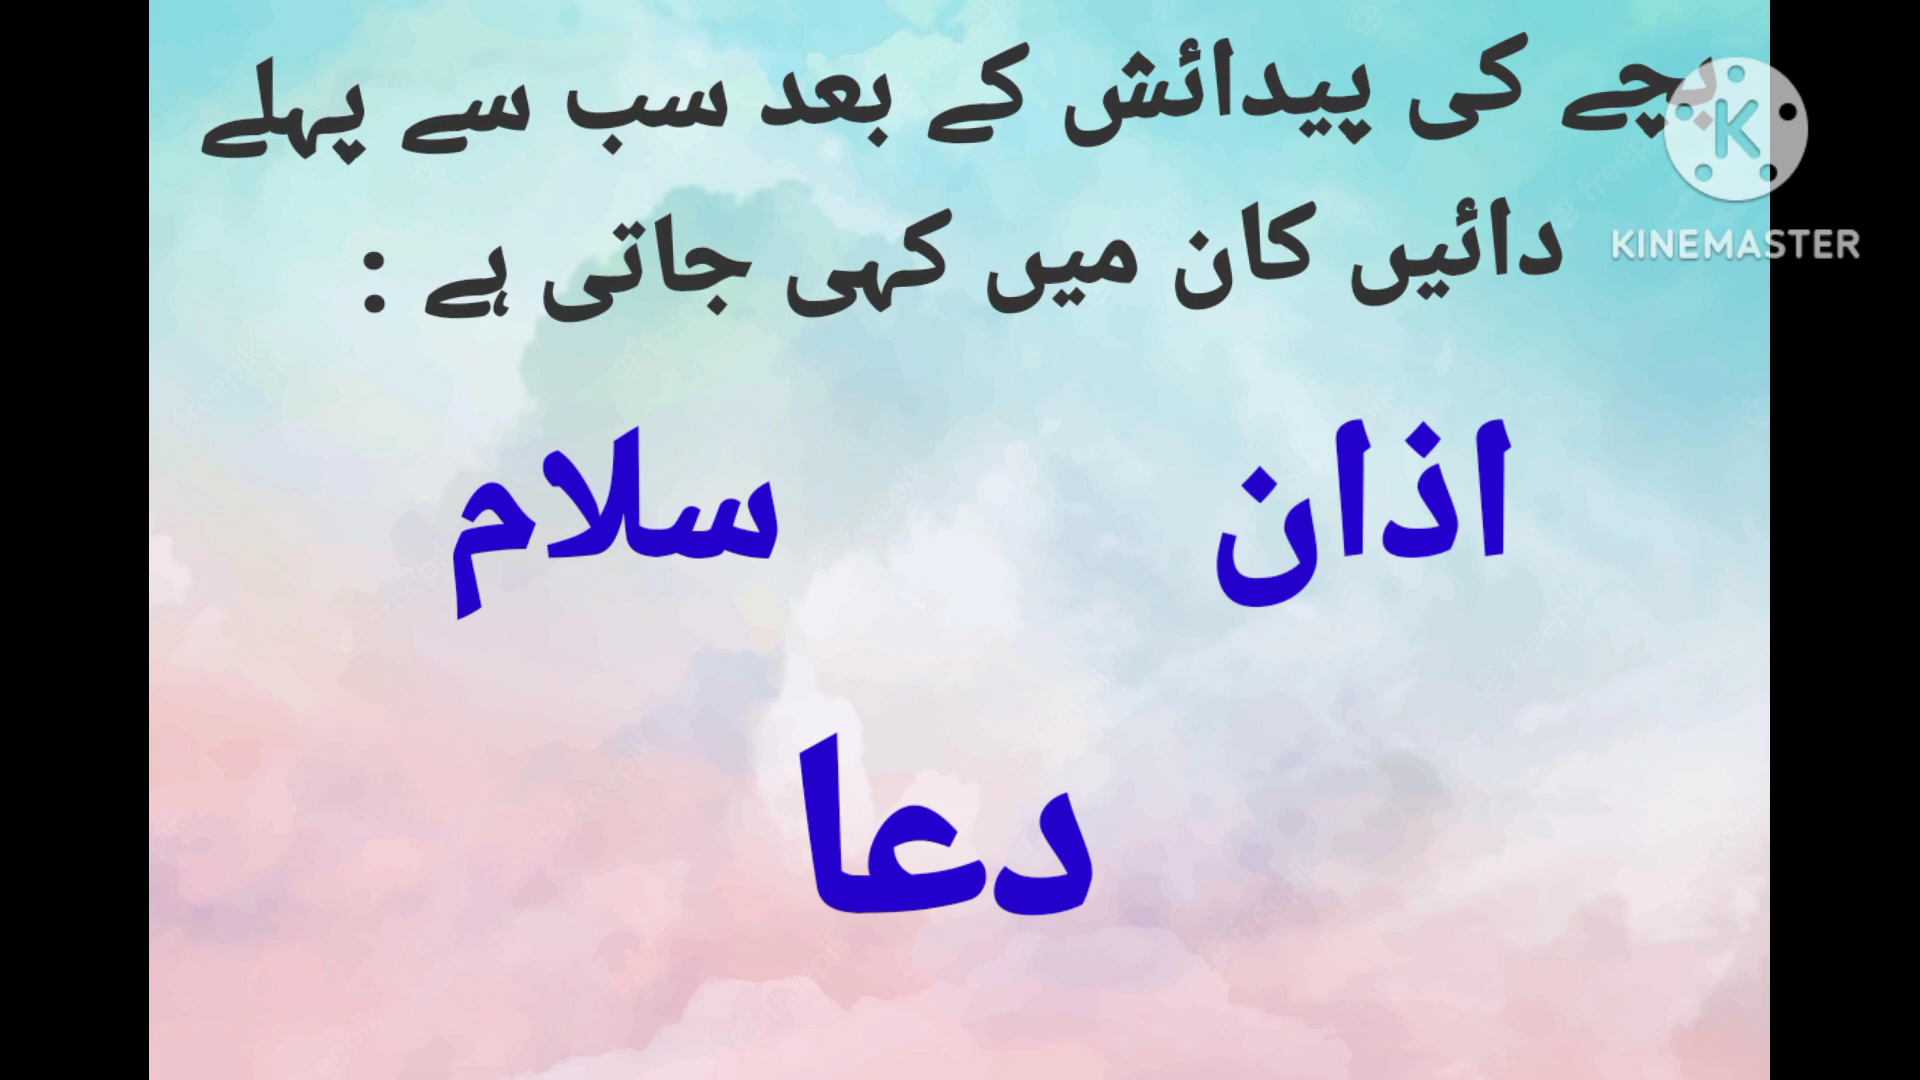 بچے کی پیدائش کے بعد سب سے پہلے
دائیں کان میں کہی جاتی ہے :
KINEMASTER
اذان سلام
دعا